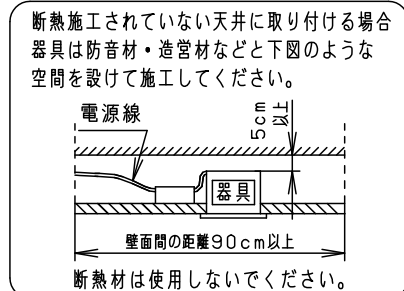 断熱施工されていない天井に取り付ける場合
器具は防音材・造営材などと下図のような
空間を設けて施工してください。
電源線
5cm
以上
器具
壁面間の距離90cm以上
断熱材は使用しないでください。